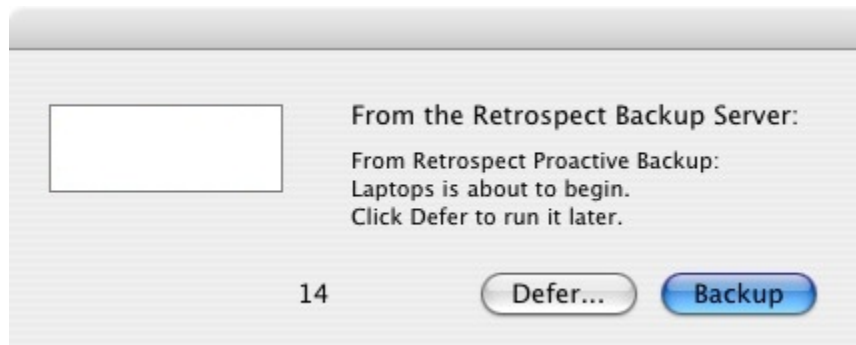 From the Retrospect Backup Server:
From Retrospect Proactive Backup:
Laptops is about to begin.
Click Defer to run it later.
14
Defer...
Backup